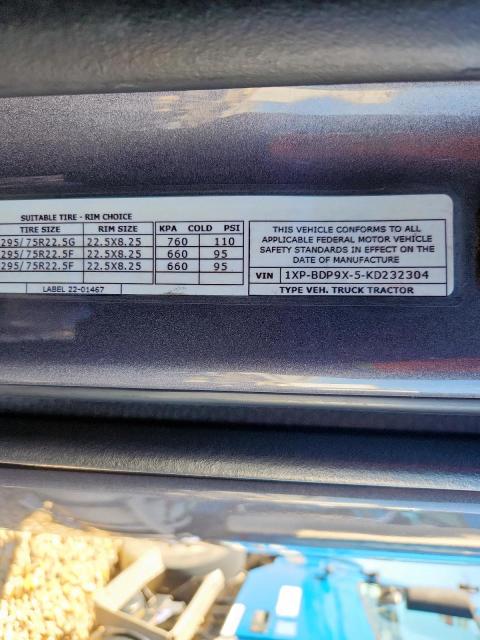 SUITABLE TIRE - RIM CHOICE
TIRE SIZE RIM SIZE KPA COLD PSI
295/75R22.5G 22.5X8.25 760 110
295/75R22.5F 22.5X8.25 660 95
295/75R22.5F 22.5X8.25 660 95
LABEL 22-01467
THIS VEHICLE CONFORMS TO ALL
APPLICABLE FEDERAL MOTOR VEHICLE
SAFETY STANDARDS IN EFFECT ON THE
DATE OF MANUFACTURE
VIN 1XP-BDP9X-5-KD232304
TYPE VEH. TRUCK TRACTOR